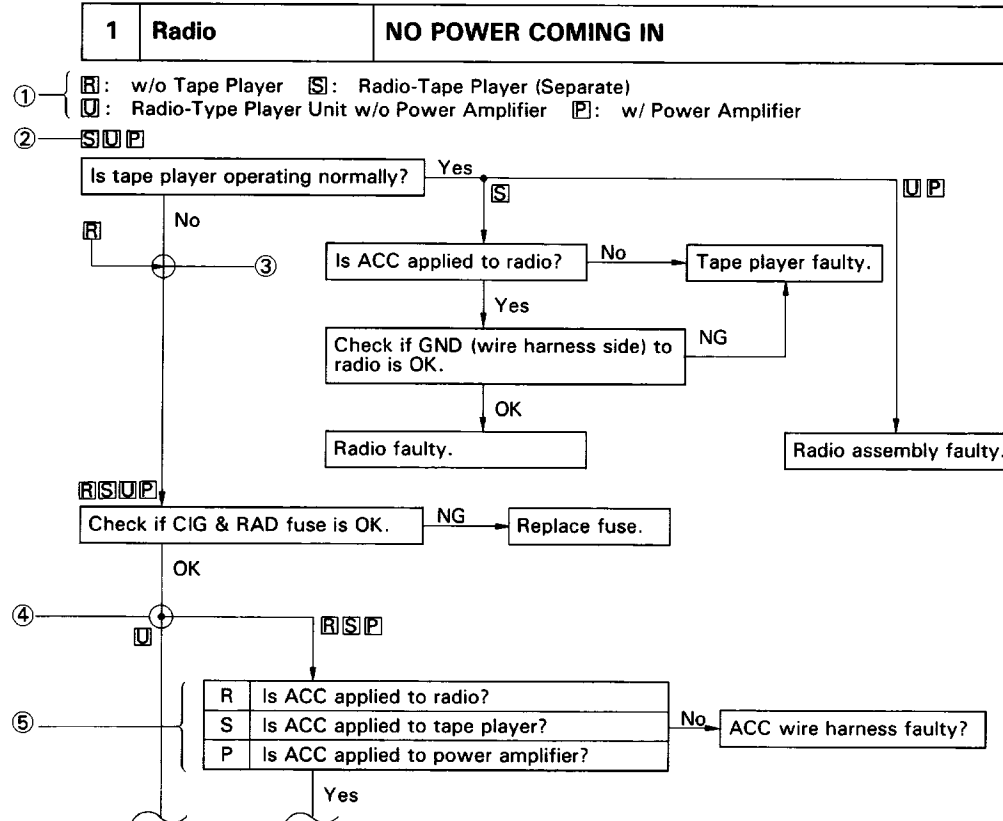 1 Radio NO POWER COMING IN
① R : w/o Tape Player S : Radio-Tape Player (Separate)
U : Radio-Type Player Unit w/o Power Amplifier P : w/ Power Amplifier
② S U P
Is tape player operating normally? Yes
S
U P
No
R
③
Is ACC applied to radio? No Tape player faulty.
Yes
Check if GND (wire harness side) to
radio is OK.
NG
OK
Radio faulty.
Radio assembly faulty.
R S U P
Check if CIG & RAD fuse is OK. NG Replace fuse.
OK
④
U
R S P
⑤
R Is ACC applied to radio?
S Is ACC applied to tape player? No ACC wire harness faulty?
P Is ACC applied to power amplifier?
Yes